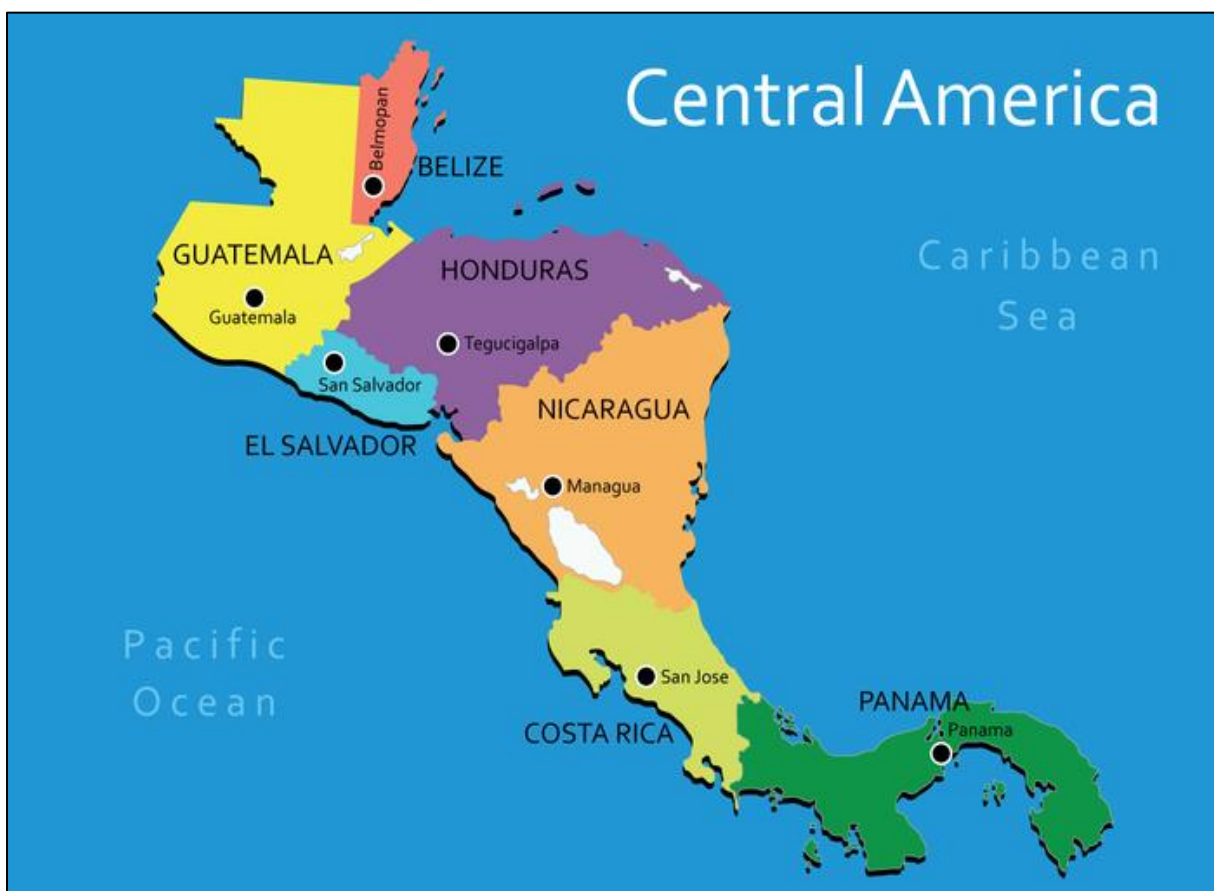 Central America
Belmopan
BELIZE
GUATEMALA
HONDURAS
Caribbean
Sea
Guatemala
Tegucigalpa
San Salvador
NICARAGUA
EL SALVADOR
Managua
Pacific
Ocean
San Jose
COSTA RICA
PANAMA
Panama